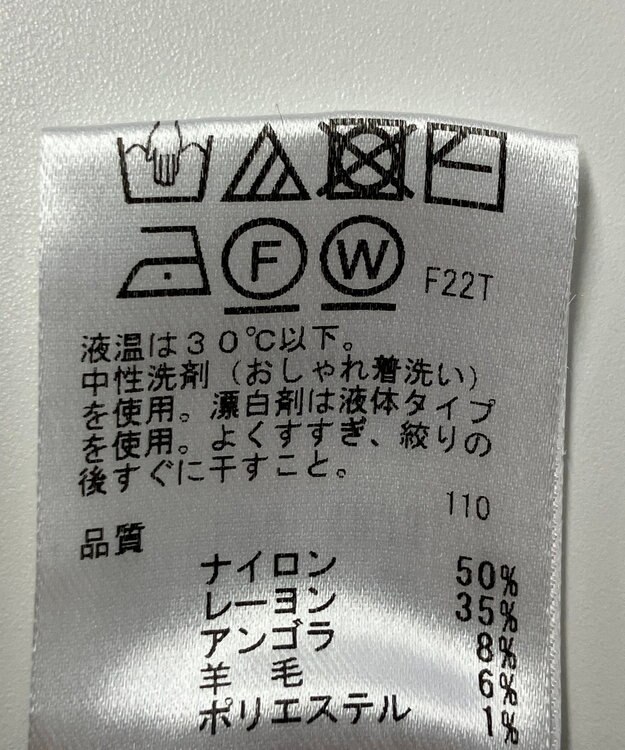 F W F22T
液温は30℃以下。
中性洗剤（おしゃれ着洗い）
を使用。漂白剤は液体タイプ
を使用。よくすすぎ、絞りの
後すぐに干すこと。
110
品質
ナイロン 50%
レーヨン 35%
アンゴラ 8%
羊毛 6%
ポリエステル 1%